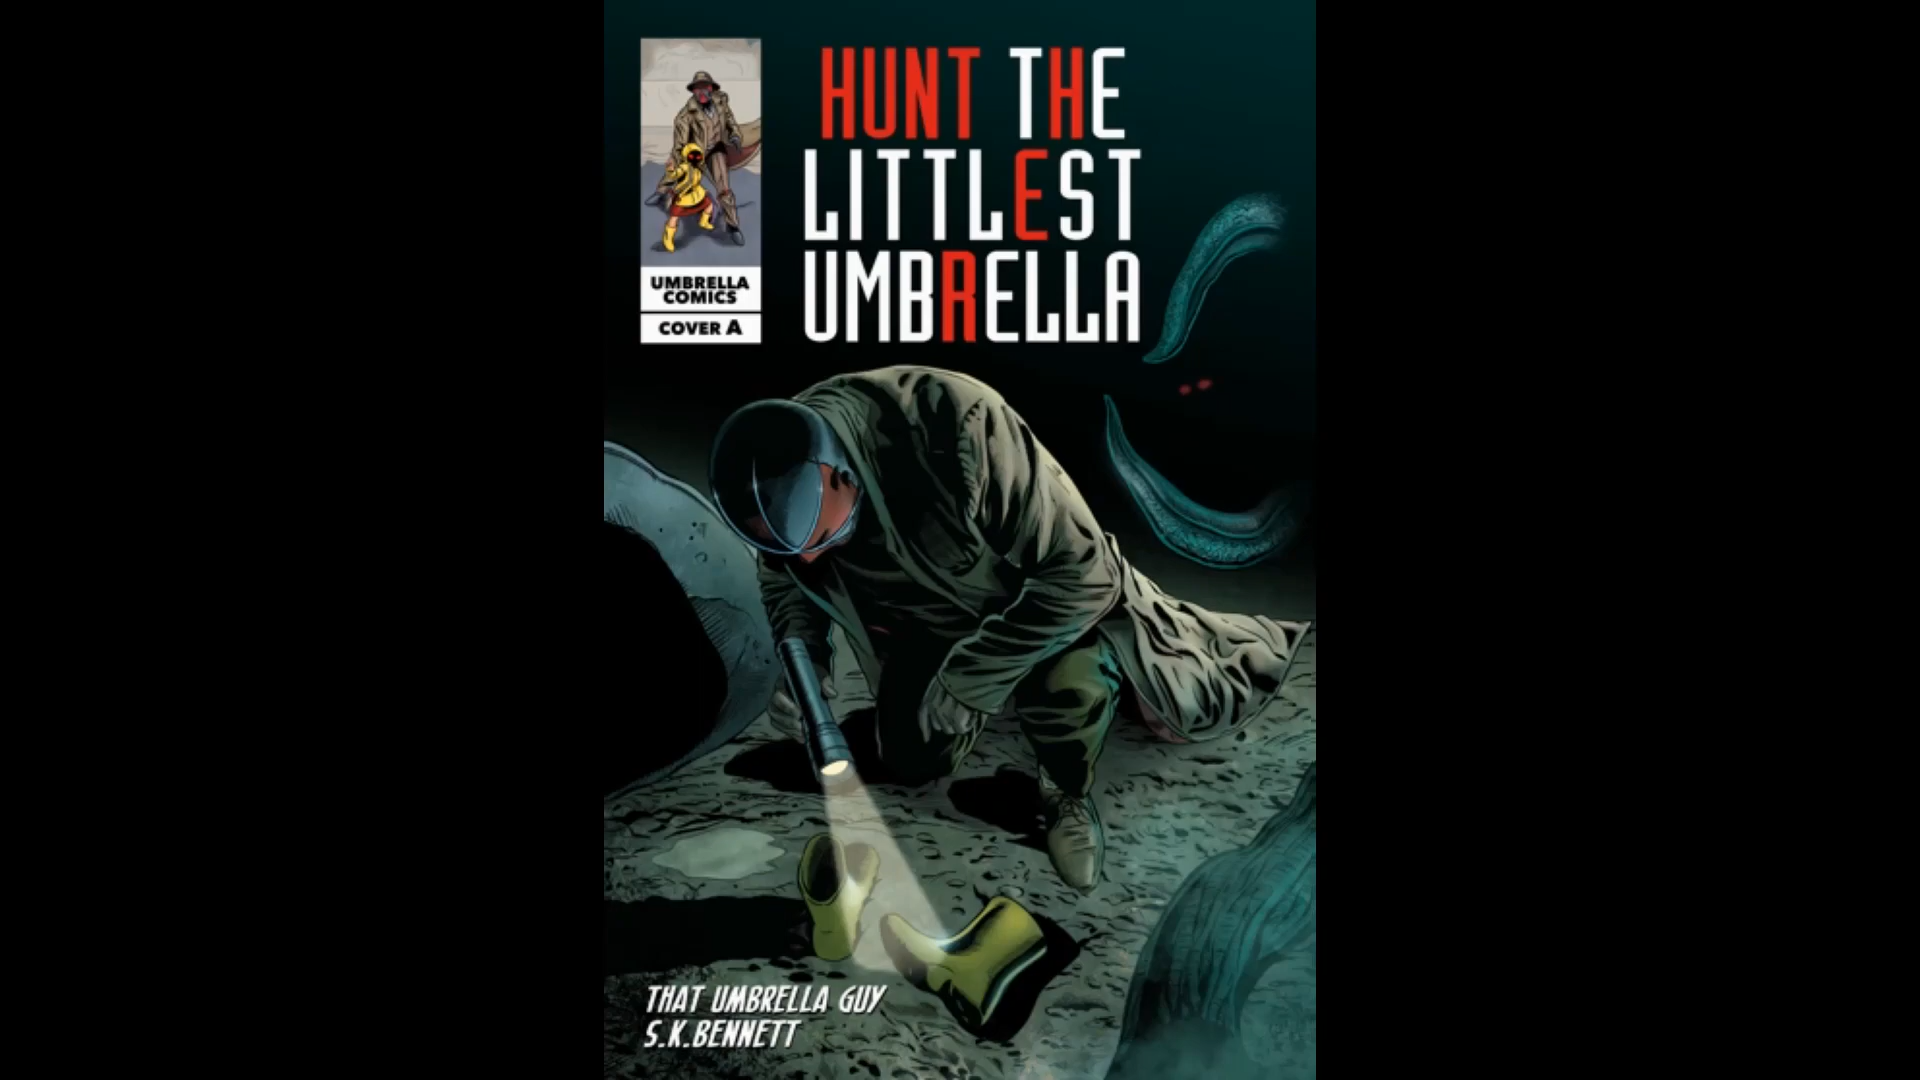 HUNT THE
LITTLEST
UMBRELLA
UMBRELLA
COMICS
COVER A
THAT UMBRELLA GUY
S.K.BENNETT